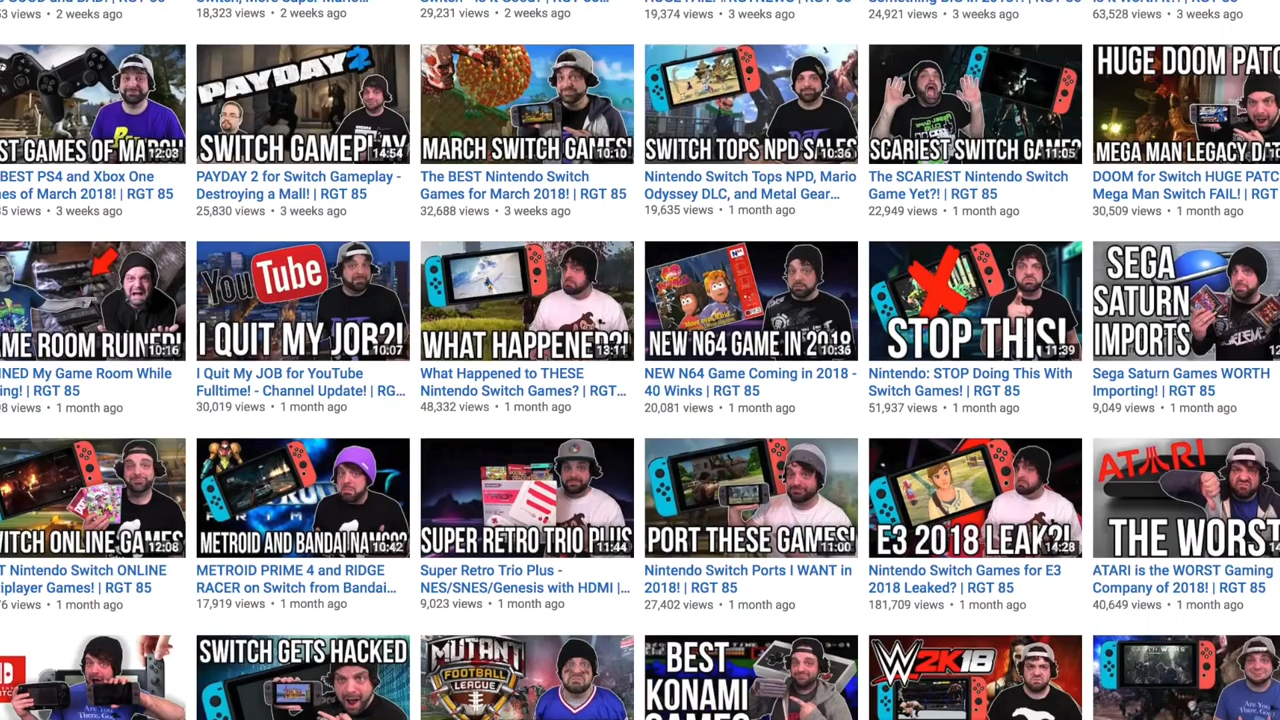 18,323 views • 2 weeks ago
29,231 views • 2 weeks ago
19,374 views • 3 weeks ago
24,921 views • 3 weeks ago
63,528 views • 3 weeks ago
ST GAMES OF MARCH
12:03
PAYDAY 2
SWITCH GAMEPLAY
14:54
MARCH SWITCH GAMES!
10:10
SWITCH TOPS NPD SALES
10:36
SCARIEST SWITCH GAME?
11:05
HUGE DOOM PATC
MEGA MAN LEGACY
BEST PS4 and Xbox One
mes of March 2018! | RGT 85
35 views • 3 weeks ago
PAYDAY 2 for Switch Gameplay -
Destroying a Mall! | RGT 85
25,830 views • 3 weeks ago
The BEST Nintendo Switch
Games for March 2018! | RGT 85
32,688 views • 3 weeks ago
Nintendo Switch Tops NPD, Mario
Odyssey DLC, and Metal Gear...
19,635 views • 1 month ago
The SCARIEST Nintendo Switch
Game Yet?! | RGT 85
22,949 views • 1 month ago
DOOM for Switch HUGE PATC
Mega Man Switch FAIL! | RGT
30,509 views • 1 month ago
ME ROOM RUINED!
10:16
YouTube
I QUIT MY JOB?!
10:07
WHAT HAPPENED?!
13:11
NEW N64 GAME IN 2018
10:36
STOP THIS!
11:39
SEGA
SATURN
IMPORTS
INED My Game Room While
ing! | RGT 85
98 views • 1 month ago
I Quit My JOB for YouTube
Fulltime! - Channel Update! | RG...
30,019 views • 1 month ago
What Happened to THESE
Nintendo Switch Games? | RGT...
48,332 views • 1 month ago
NEW N64 Game Coming in 2018 -
40 Winks | RGT 85
20,081 views • 1 month ago
Nintendo: STOP Doing This With
Switch Games! | RGT 85
51,937 views • 1 month ago
Sega Saturn Games WORTH
Importing! | RGT 85
9,049 views • 1 month ago
WITCH ONLINE GAMES
12:08
METROID AND BANDAI NAMCO?
10:42
SUPER RETRO TRIO PLUS
11:44
PORT THESE GAMES!
11:00
E3 2018 LEAK?!
14:28
ATARI
THE WORST
T Nintendo Switch ONLINE
tiplayer Games! | RGT 85
76 views • 1 month ago
METROID PRIME 4 and RIDGE
RACER on Switch from Bandai...
17,919 views • 1 month ago
Super Retro Trio Plus -
NES/SNES/Genesis with HDMI |...
9,023 views • 1 month ago
Nintendo Switch Ports I WANT in
2018! | RGT 85
27,402 views • 1 month ago
Nintendo Switch Games for E3
2018 Leaked? | RGT 85
181,709 views • 1 month ago
ATARI is the WORST Gaming
Company of 2018! | RGT 85
40,649 views • 1 month ago
SWITCH GETS HACKED
MUTANT
FOOTBALL
LEAGUE
BEST
KONAMI
GAMES
W2K18